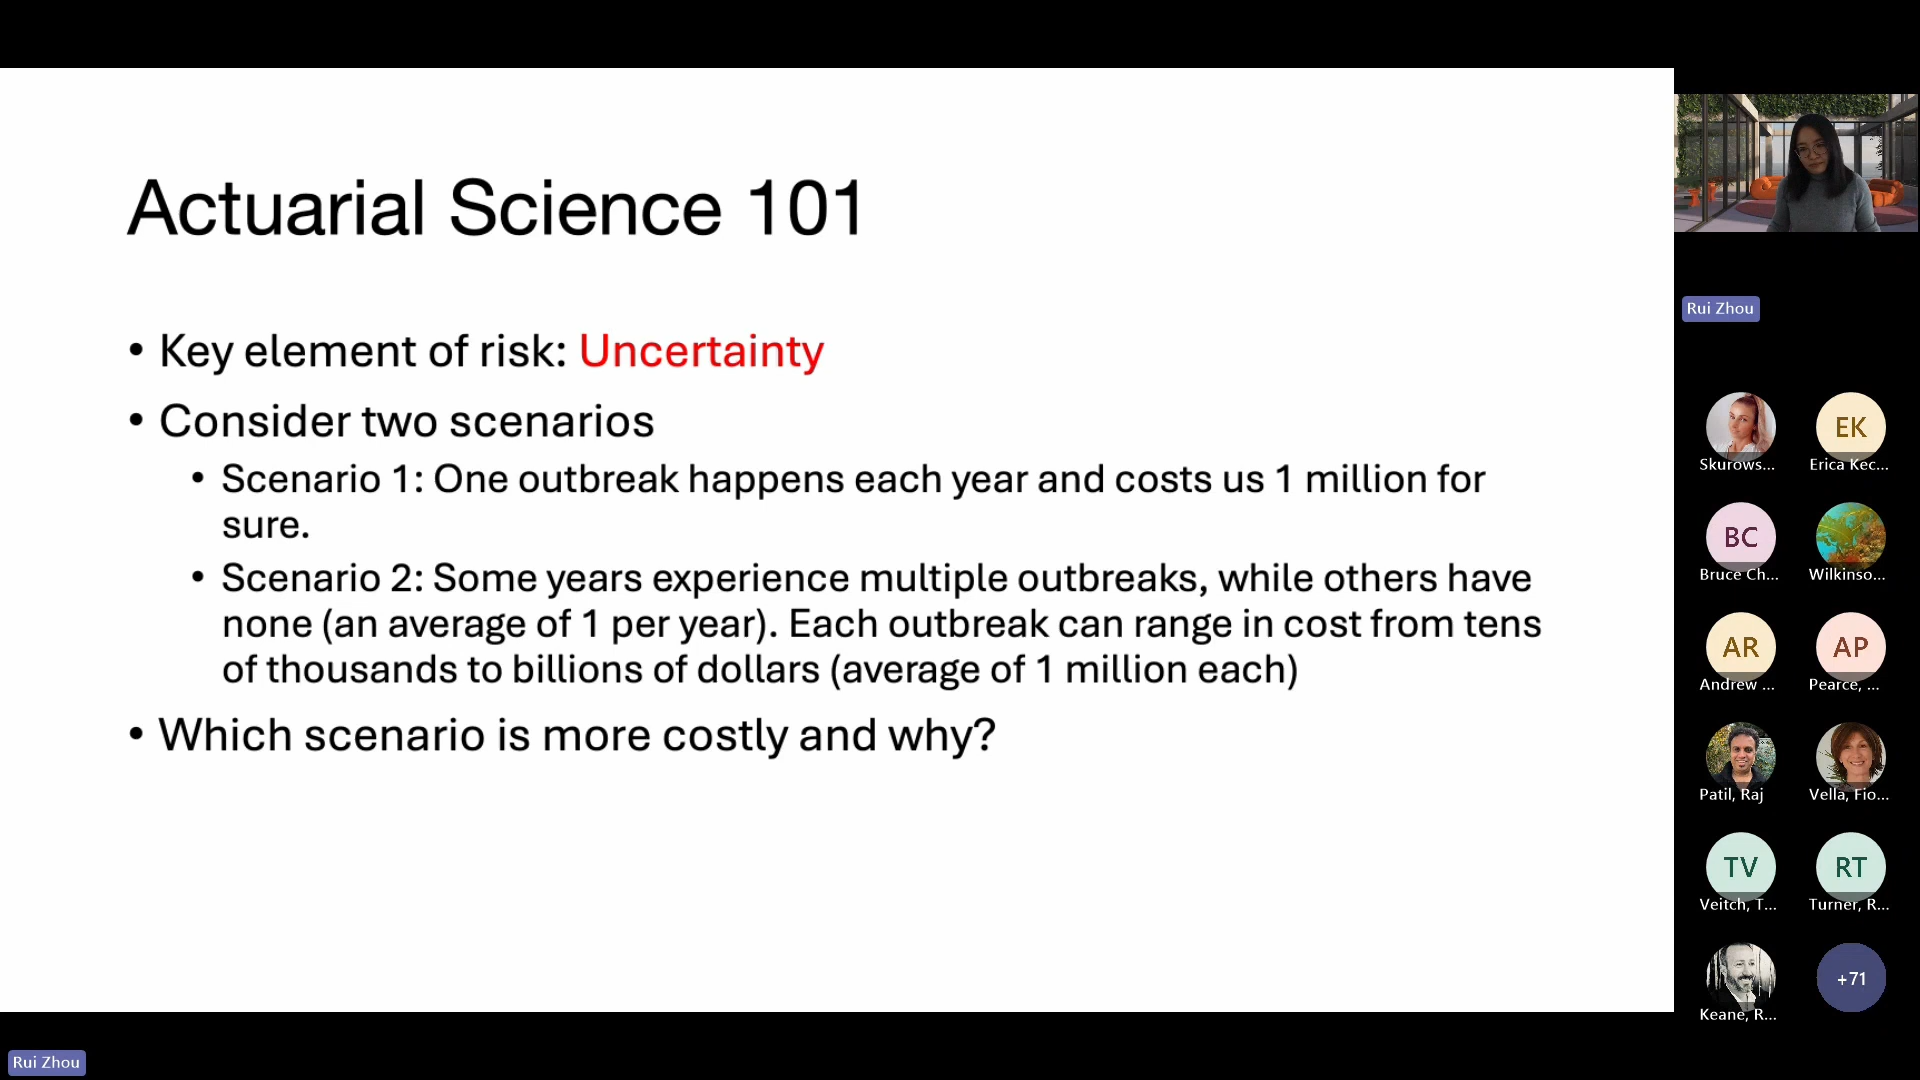 Actuarial Science 101
• Key element of risk: Uncertainty
• Consider two scenarios
• Scenario 1: One outbreak happens each year and costs us 1 million for
sure.
• Scenario 2: Some years experience multiple outbreaks, while others have
none (an average of 1 per year). Each outbreak can range in cost from tens
of thousands to billions of dollars (average of 1 million each)
• Which scenario is more costly and why?
Rui Zhou
Skurows...
EK
Erica Kec...
BC
Bruce Ch...
Wilkinso...
AR
Andrew ...
AP
Pearce, ...
Patil, Raj
Vella, Fio...
TV
Veitch, T...
RT
Turner, R...
Keane, R...
+71
Rui Zhou